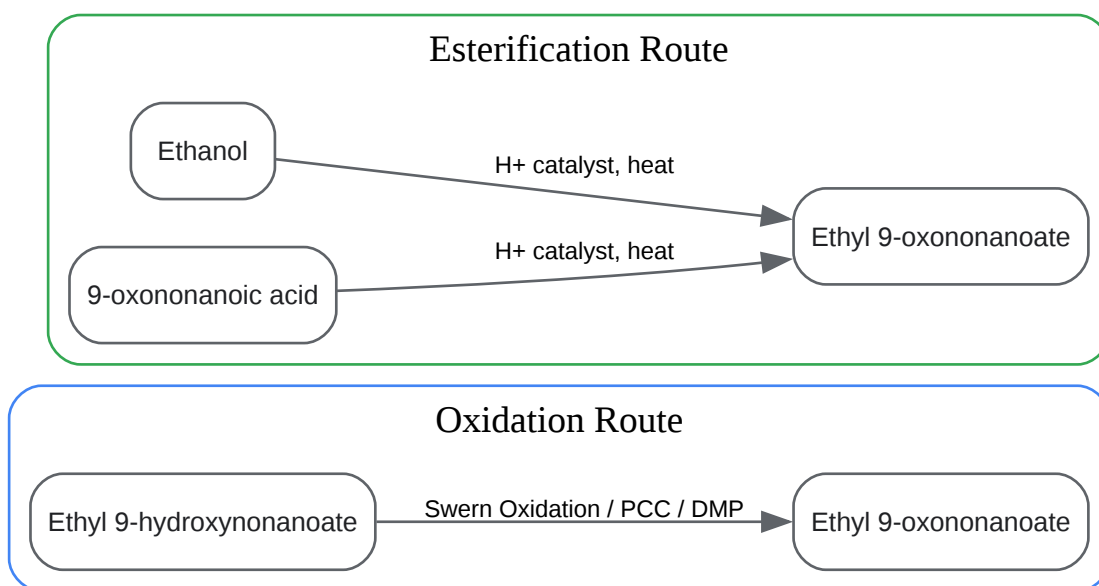 Esterification Route
Ethanol
H+ catalyst, heat
Ethyl 9-oxononanoate
H+ catalyst, heat
9-oxononanoic acid
Oxidation Route
Ethyl 9-hydroxynonanoate
Swern Oxidation / PCC / DMP
Ethyl 9-oxononanoate